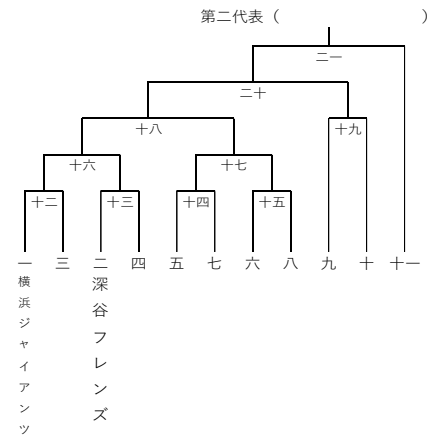 第二代表（　　　　　　　　　）
二一
二十
十八
十九
十六
十七
十二
十三
十四
十五
一
三
二
四
五
七
六
八
九
十
十一
横浜ジャイアンツ
深谷フレンズ